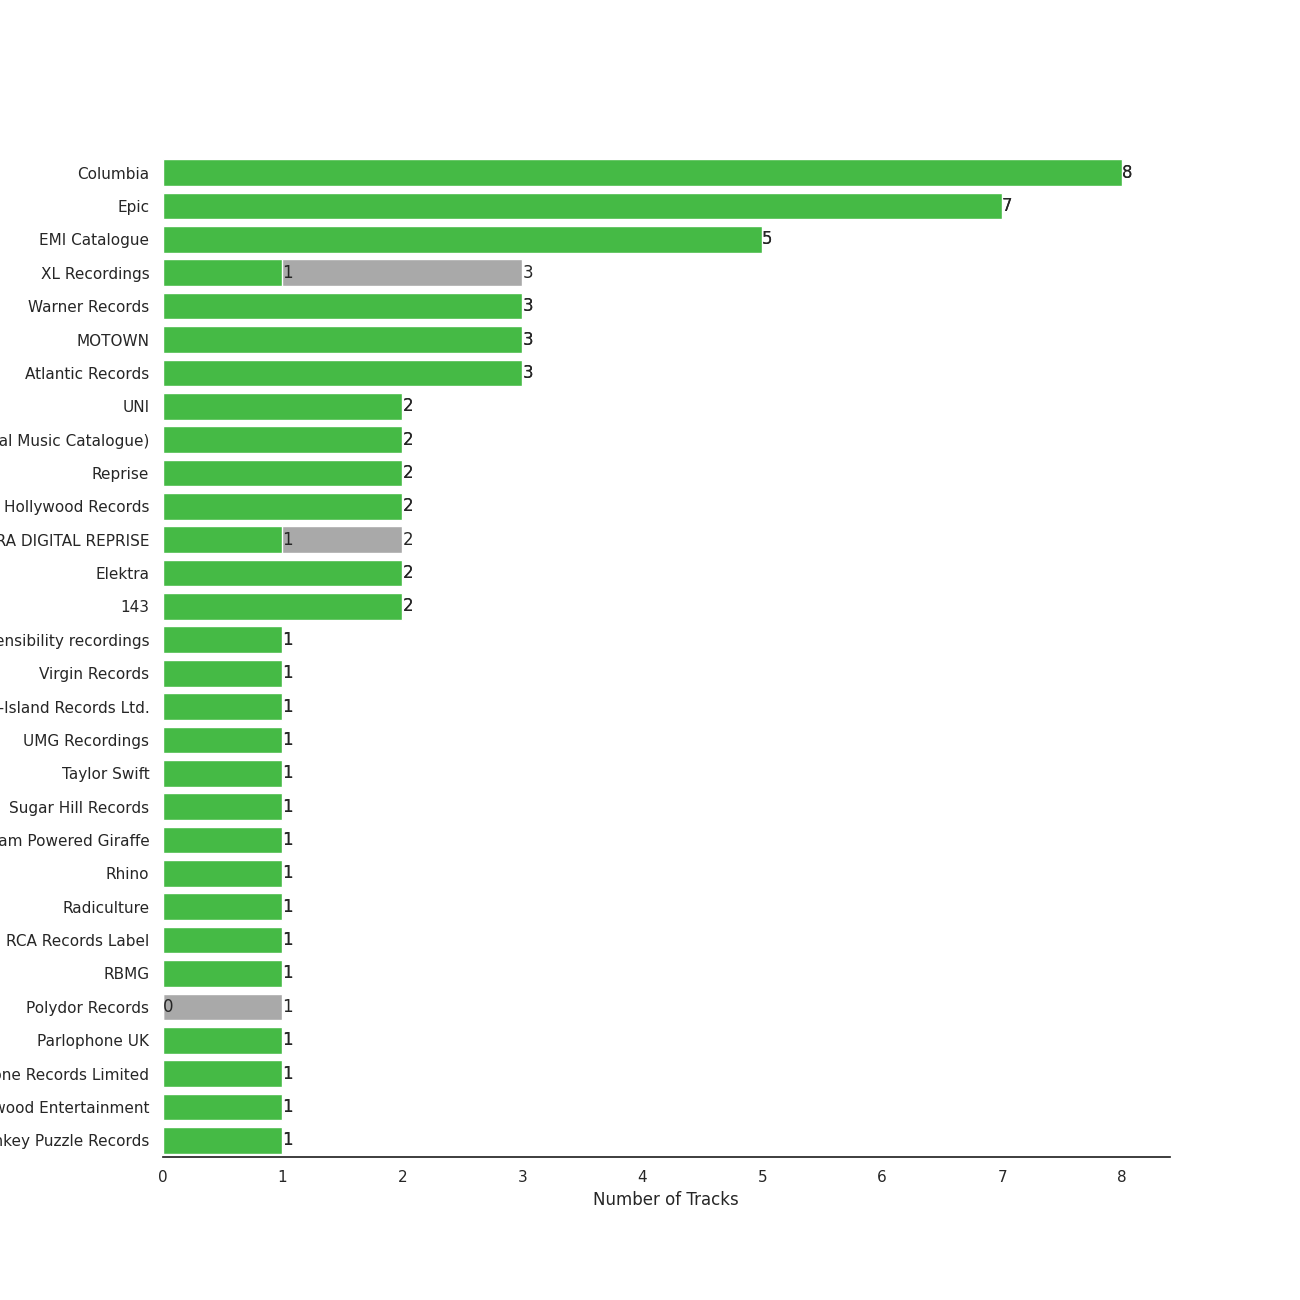 Columbia 8
Epic 7
EMI Catalogue 5
XL Recordings 1 3
Warner Records 3
MOTOWN 3
Atlantic Records 3
UNI 2
al Music Catalogue) 2
Reprise 2
Hollywood Records 2
RA DIGITAL REPRISE 1 2
Elektra 2
143 2
ensibility recordings 1
Virgin Records 1
-Island Records Ltd. 1
UMG Recordings 1
Taylor Swift 1
Sugar Hill Records 1
am Powered Giraffe 1
Rhino 1
Radiculture 1
RCA Records Label 1
RBMG 1
Polydor Records 0 1
Parlophone UK 1
one Records Limited 1
wood Entertainment 1
nkey Puzzle Records 1
0 1 2 3 4 5 6 7 8
Number of Tracks